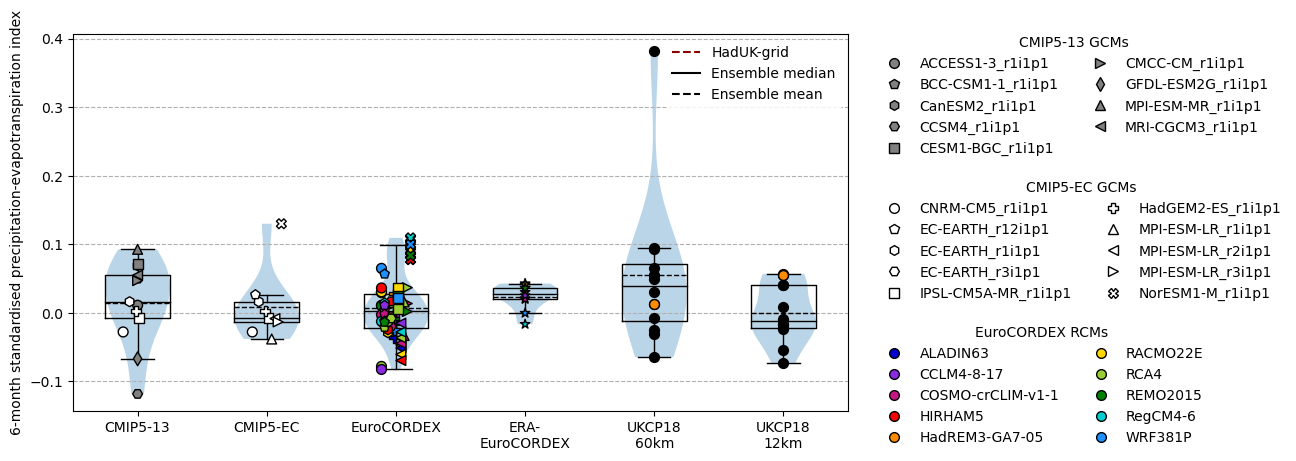 6-month standardised precipitation-evapotranspiration index
0.4
0.3
0.2
0.1
0.0
−0.1
CMIP5-13
CMIP5-EC
EuroCORDEX
ERA-
EuroCORDEX
UKCP18
60km
UKCP18
12km
HadUK-grid
Ensemble median
Ensemble mean
CMIP5-13 GCMs
ACCESS1-3_r1i1p1
BCC-CSM1-1_r1i1p1
CanESM2_r1i1p1
CCSM4_r1i1p1
CESM1-BGC_r1i1p1
CMCC-CM_r1i1p1
GFDL-ESM2G_r1i1p1
MPI-ESM-MR_r1i1p1
MRI-CGCM3_r1i1p1
CMIP5-EC GCMs
CNRM-CM5_r1i1p1
EC-EARTH_r12i1p1
EC-EARTH_r1i1p1
EC-EARTH_r3i1p1
IPSL-CM5A-MR_r1i1p1
HadGEM2-ES_r1i1p1
MPI-ESM-LR_r1i1p1
MPI-ESM-LR_r2i1p1
MPI-ESM-LR_r3i1p1
NorESM1-M_r1i1p1
EuroCORDEX RCMs
ALADIN63
CCLM4-8-17
COSMO-crCLIM-v1-1
HIRHAM5
HadREM3-GA7-05
RACMO22E
RCA4
REMO2015
RegCM4-6
WRF381P